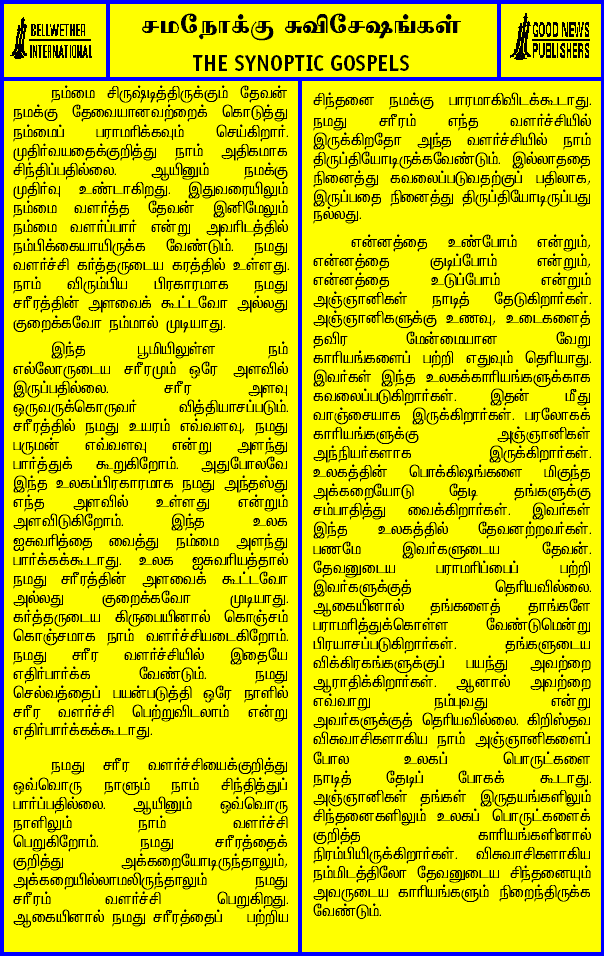 BELLWETHER
INTERNATIONAL
சமநோக்கு சுவிசேஷங்கள்
THE SYNOPTIC GOSPELS
GOOD NEWS
PUBLISHERS
நம்மை சிருஷ்டித்திருக்கும் தேவன்
நமக்கு தேவையானவற்றைக் கொடுத்து
நம்மைப் பராமரிக்கவும் செய்கிறார்.
முதிர்வயதைக்குறித்து நாம் அதிகமாக
சிந்திப்பதில்லை. ஆயினும் நமக்கு
முதிர்வு உண்டாகிறது. இதுவரையிலும்
நம்மை வளர்த்த தேவன் இனிமேலும்
நம்மை வளர்ப்பார் என்று அவரிடத்தில்
நம்பிக்கையாயிருக்க வேண்டும். நமது
வளர்ச்சி கர்த்தருடைய கரத்தில் உள்ளது.
நாம் விரும்பிய பிரகாரமாக நமது
சரீரத்தின் அளவைக் கூட்டவோ அல்லது
குறைக்கவோ நம்மால் முடியாது.
இந்த பூமியிலுள்ள நம்
எல்லோருடைய சரீரமும் ஒரே அளவில்
இருப்பதில்லை. சரீர அளவு
ஒருவருக்கொருவர் வித்தியாசப்படும்.
சரீரத்தில் நமது உயரம் எவ்வளவு, நமது
பருமன் எவ்வளவு என்று அளந்து
பார்த்துக் கூறுகிறோம். அதுபோலவே
இந்த உலகப்பிரகாரமாக நமது அந்தஸ்து
எந்த அளவில் உள்ளது என்றும்
அளவிடுகிறோம். இந்த உலக
ஐசுவரித்தை வைத்து நம்மை அளந்து
பார்க்கக்கூடாது. உலக ஐசுவரியத்தால்
நமது சரீரத்தின் அளவைக் கூட்டவோ
அல்லது குறைக்கவோ முடியாது.
கர்த்தருடைய கிருபையினால் கொஞ்சம்
கொஞ்சமாக நாம் வளர்ச்சியடைகிறோம்.
நமது சரீர வளர்ச்சியில் இதையே
எதிர்பார்க்க வேண்டும். நமது
செல்வத்தைப் பயன்படுத்தி ஒரே நாளில்
சரீர வளர்ச்சி பெற்றுவிடலாம் என்று
எதிர்பார்க்கக்கூடாது.
நமது சரீர வளர்ச்சியைக்குறித்து
ஒவ்வொரு நாளும் நாம் சிந்தித்துப்
பார்ப்பதில்லை. ஆயினும் ஒவ்வொரு
நாளிலும் நாம் வளர்ச்சி
பெறுகிறோம். நமது சரீரத்தைக்
குறித்து அக்கறையோடிருந்தாலும்,
அக்கறையில்லாமலிருந்தாலும் நமது
சரீரம் வளர்ச்சி பெறுகிறது.
ஆகையினால் நமது சரீரத்தைப் பற்றிய
சிந்தனை நமக்கு பாரமாகிவிடக்கூடாது.
நமது சரீரம் எந்த வளர்ச்சியில்
இருக்கிறதோ அந்த வளர்ச்சியில் நாம்
திருப்தியோடிருக்கவேண்டும். இல்லாததை
நினைத்து கவலைப்படுவதற்குப் பதிலாக,
இருப்பதை நினைத்து திருப்தியோடிருப்பது
நல்லது.
என்னத்தை உண்போம் என்றும்,
என்னத்தை குடிப்போம் என்றும்,
என்னத்தை உடுப்போம் என்றும்
அஞ்ஞானிகள் நாடித் தேடுகிறார்கள்.
அஞ்ஞானிகளுக்கு உணவு, உடைகளைத்
தவிர மேன்மையான வேறு
காரியங்களைப் பற்றி எதுவும் தெரியாது.
இவர்கள் இந்த உலகக்காரியங்களுக்காக
கவலைப்படுகிறார்கள். இதன் மீது
வாஞ்சையாக இருக்கிறார்கள். பரலோகக்
காரியங்களுக்கு அஞ்ஞானிகள்
அந்நியர்களாக இருக்கிறார்கள்.
உலகத்தின் பொக்கிஷங்களை மிகுந்த
அக்கறையோடு தேடி தங்களுக்கு
சம்பாதித்து வைக்கிறார்கள். இவர்கள்
இந்த உலகத்தில் தேவனற்றவர்கள்.
பணமே இவர்களுடைய தேவன்.
தேவனுடைய பராமரிப்பைப் பற்றி
இவர்களுக்குத் தெரியவில்லை.
ஆகையினால் தங்களைத் தாங்களே
பராமரித்துக்கொள்ள வேண்டுமென்று
பிரயாசப்படுகிறார்கள். தங்களுடைய
விக்கிரகங்களுக்குப் பயந்து அவற்றை
ஆராதிக்கிறார்கள். ஆனால் அவற்றை
எவ்வாறு நம்புவது என்று
அவர்களுக்குத் தெரியவில்லை. கிறிஸ்தவ
விசுவாசிகளாகிய நாம் அஞ்ஞானிகளைப்
போல உலகப் பொருட்களை
நாடித் தேடிப் போகக் கூடாது.
அஞ்ஞானிகள் தங்கள் இருதயங்களிலும்
சிந்தனைகளிலும் உலகப் பொருட்களைக்
குறித்த காரியங்களினால்
நிரம்பியிருக்கிறார்கள். விசுவாசிகளாகிய
நம்மிடத்திலோ தேவனுடைய சிந்தனையும்
அவருடைய காரியங்களும் நிறைந்திருக்க
வேண்டும்.